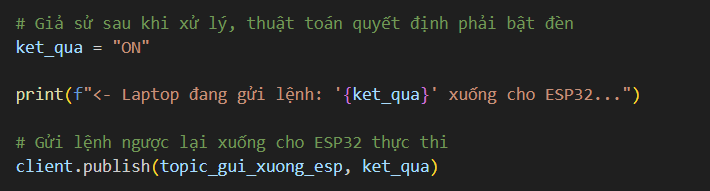 # Giả sử sau khi xử lý, thuật toán quyết định phải bật đèn
ket_qua = "ON"
print(f"<- Laptop đang gửi lệnh: '{ket_qua}' xuống cho ESP32...")
# Gửi lệnh ngược lại xuống cho ESP32 thực thi
client.publish(topic_gui_xuong_esp, ket_qua)